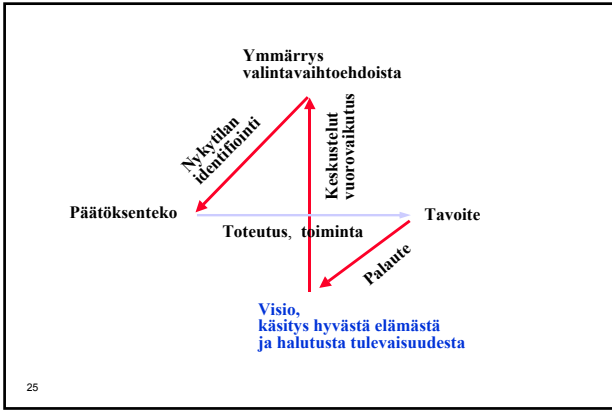 Ymmärrys
valintavaihtoehdoista
Nykytilan
identifiointi
Keskustelut
vuorovaikutus
Päätöksenteko
Tavoite
Toteutus, toiminta
Palaute
Visio,
käsitys hyvästä elämästä
ja halutusta tulevaisuudesta
25